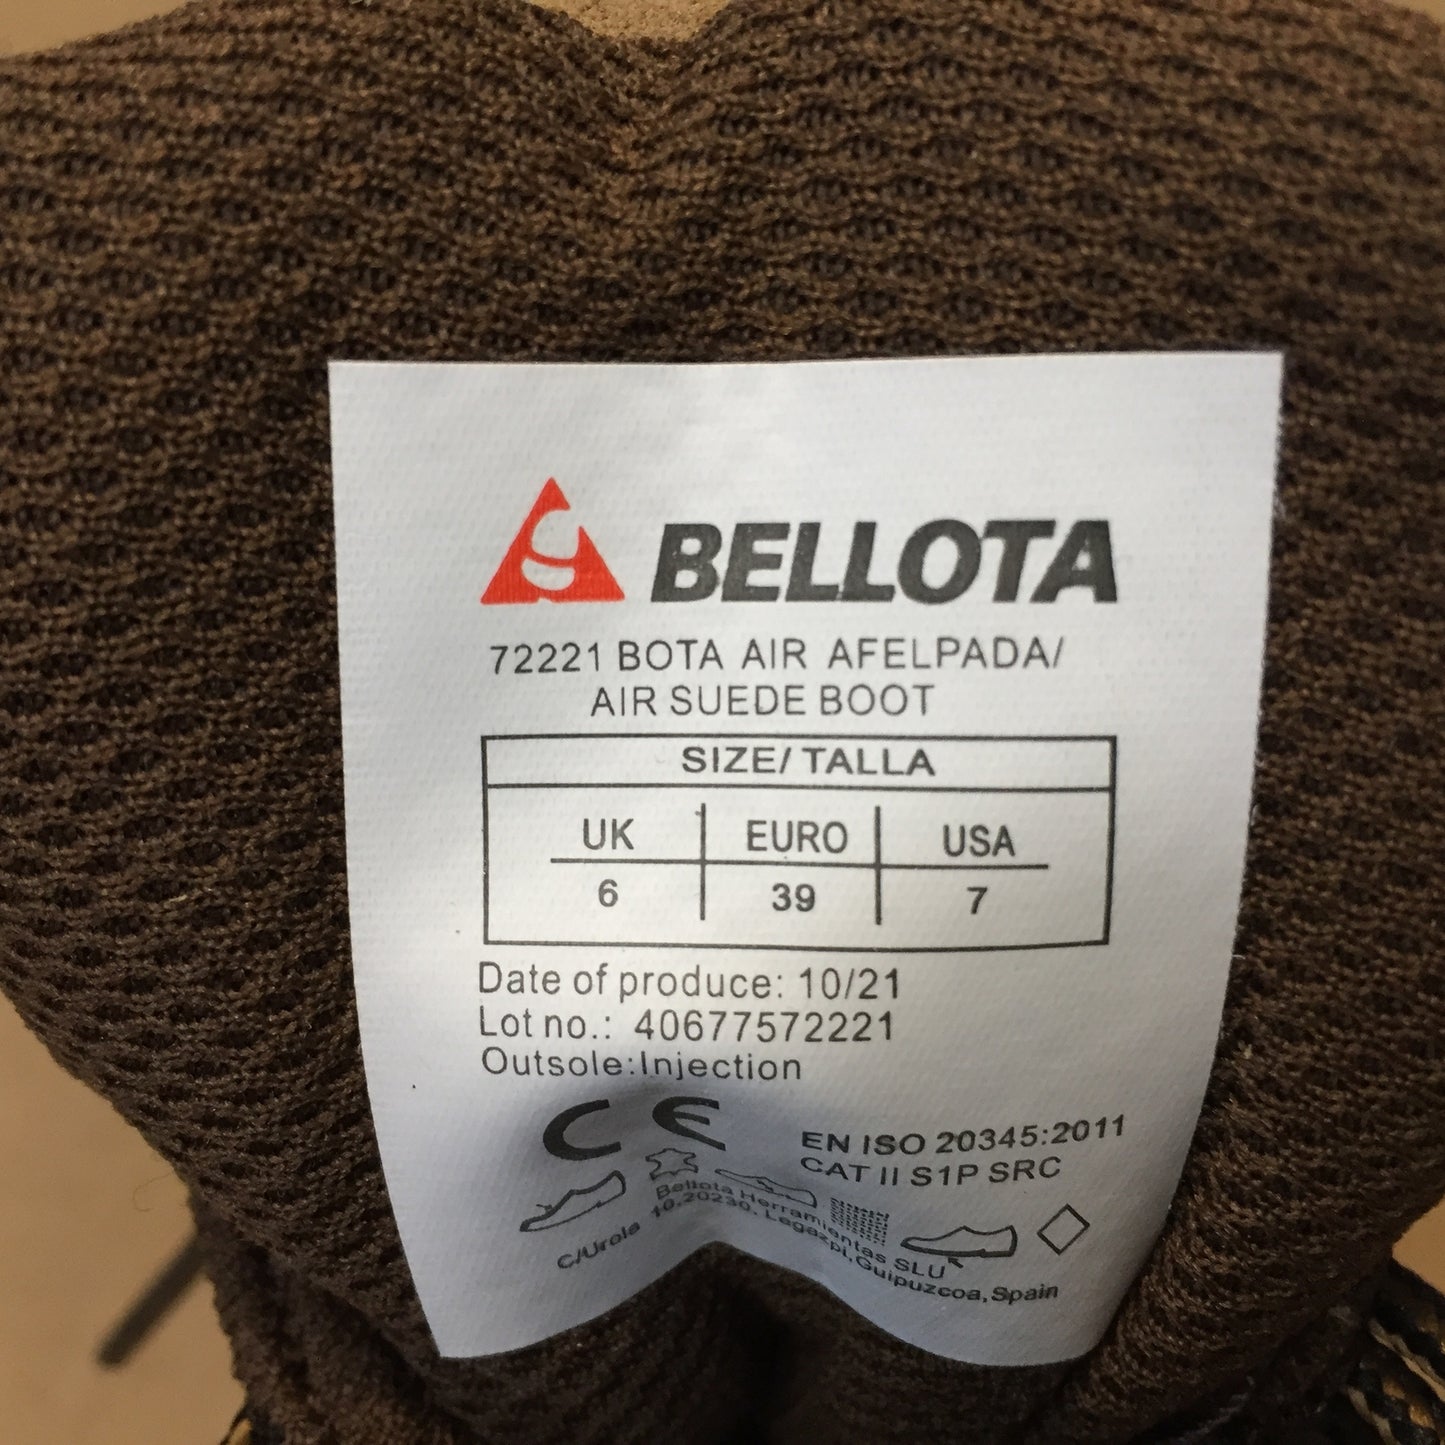 BELLOTA
72221 BOTA AIR AFELPADA/
AIR SUEDE BOOT
SIZE/ TALLA
UK EURO USA
6 39 7
Date of produce: 10/21
Lot no.: 40677572221
Outsole:Injection
CE
EN ISO 20345:2011
CAT II S1P SRC
Bellota Herramientas SLU
C/Urola 10.20230. Legazpi,Guipuzcoa,Spain